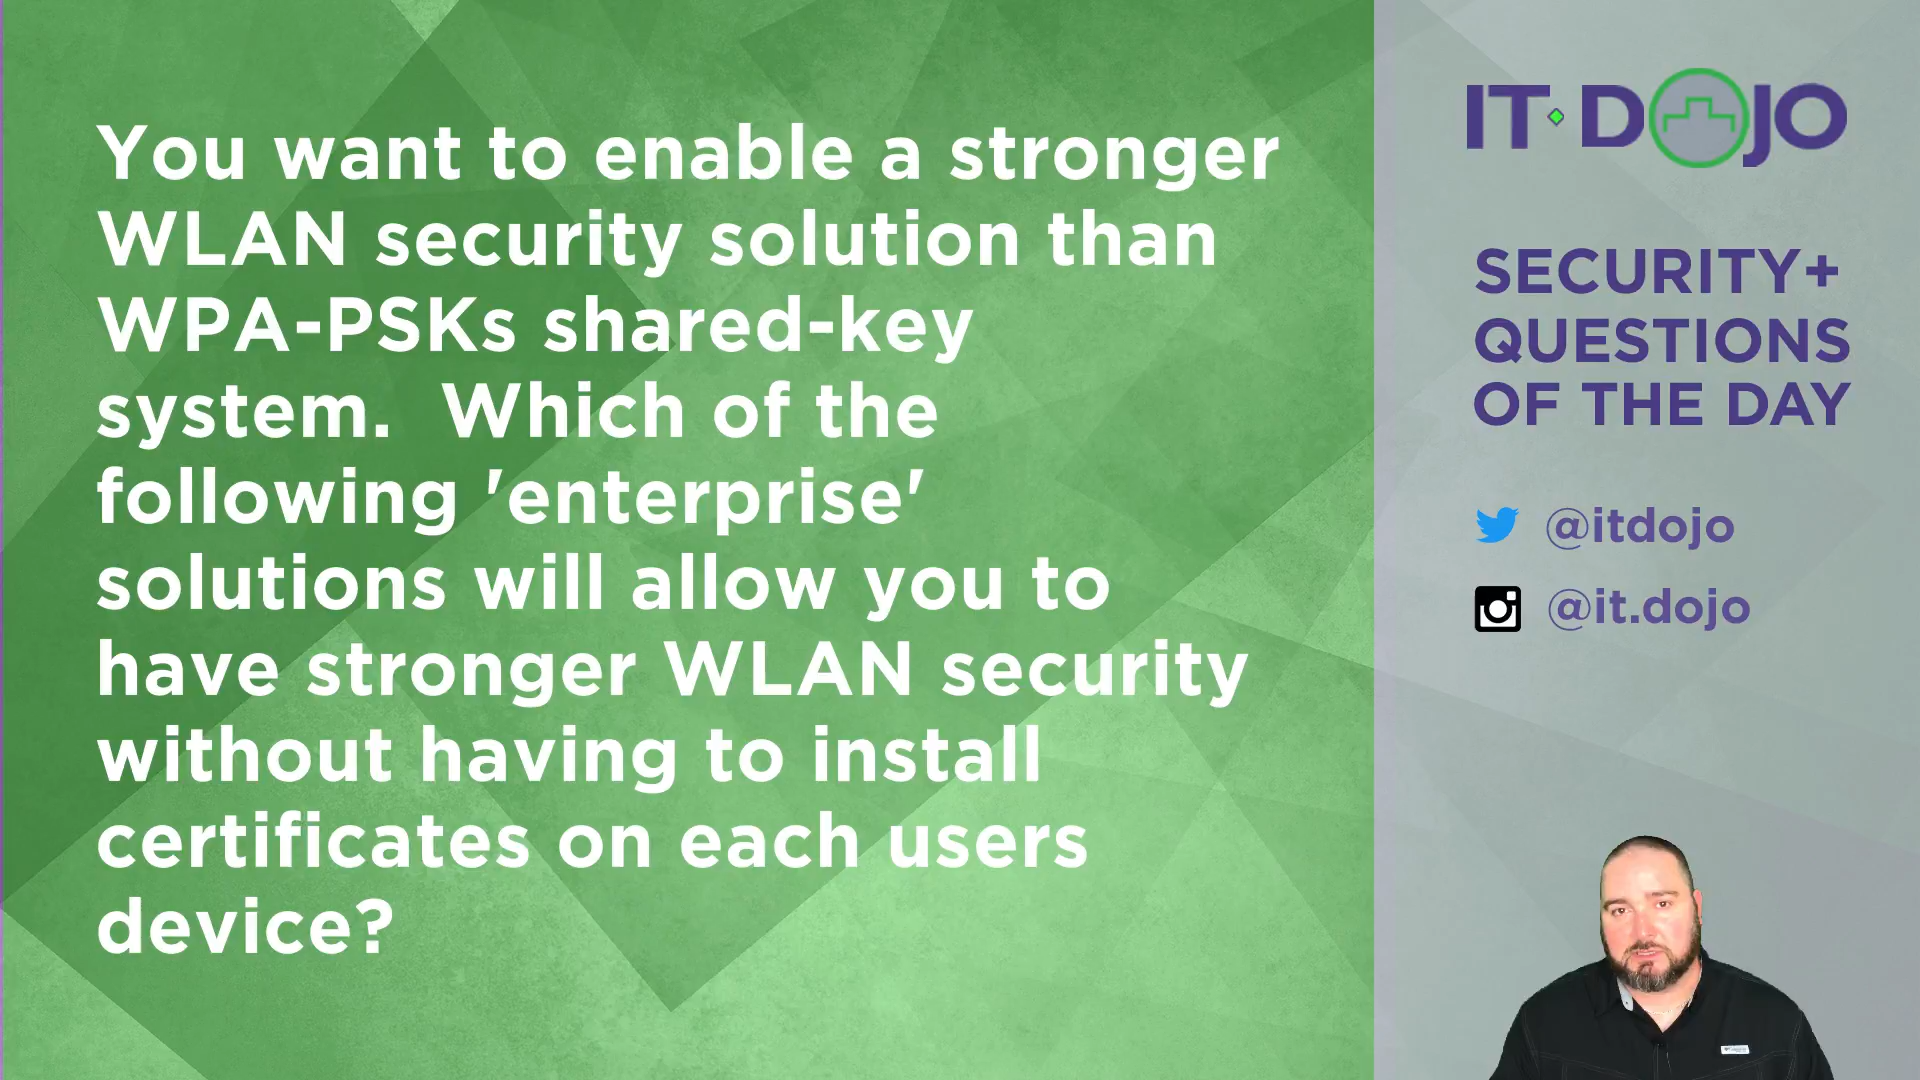 You want to enable a stronger
WLAN security solution than
WPA-PSKs shared-key
system. Which of the
following 'enterprise'
solutions will allow you to
have stronger WLAN security
without having to install
certificates on each users
device?
IT DOJO
SECURITY+
QUESTIONS
OF THE DAY
@itdojo
@it.dojo